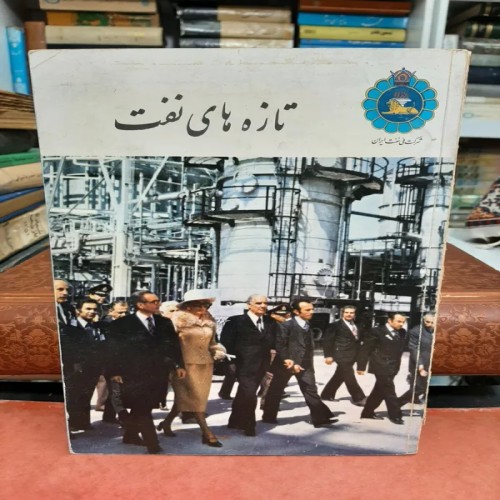 تازه های نفت
شرکت ملی نفت ایران